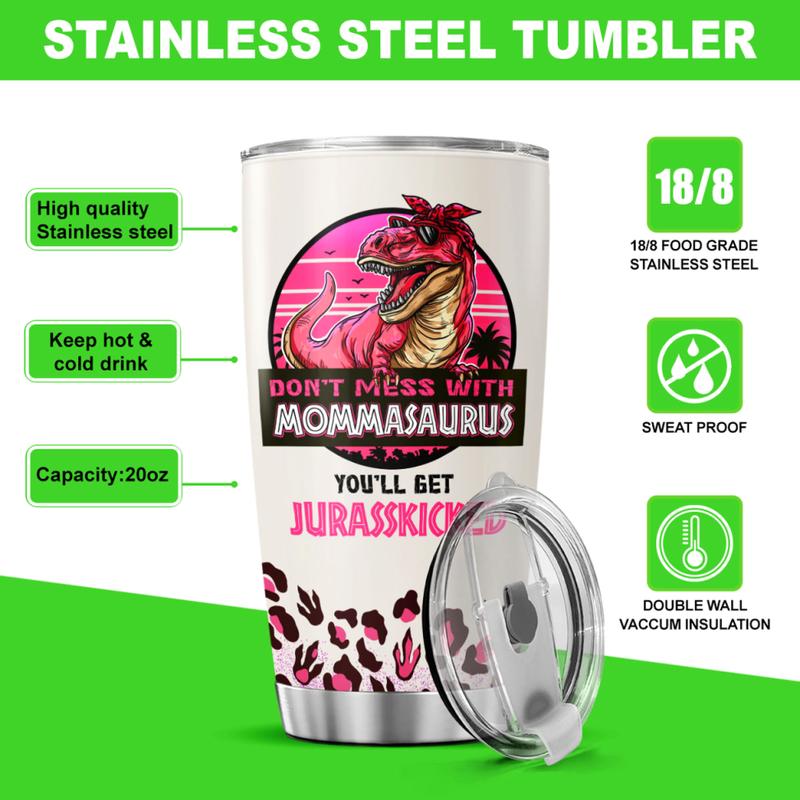 STAINLESS STEEL TUMBLER
High quality
Stainless steel
Keep hot &
cold drink
Capacity:20oz
DON'T MESS WITH
MOMMASAURUS
YOU'LL GET
JURASSKICKED
18/8
18/8 FOOD GRADE
STAINLESS STEEL
SWEAT PROOF
DOUBLE WALL
VACCUM INSULATION